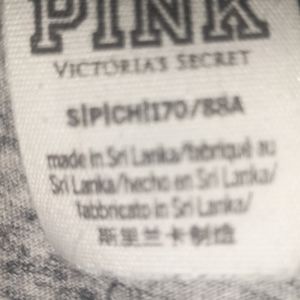 PINK
VICTORIA'S SECRET
S|P|CH|170/88A
made in Sri Lanka/fabriqué au
Sri Lanka/hecho en Sri Lanka/
fabbricato in Sri Lanka/
斯里兰卡制造